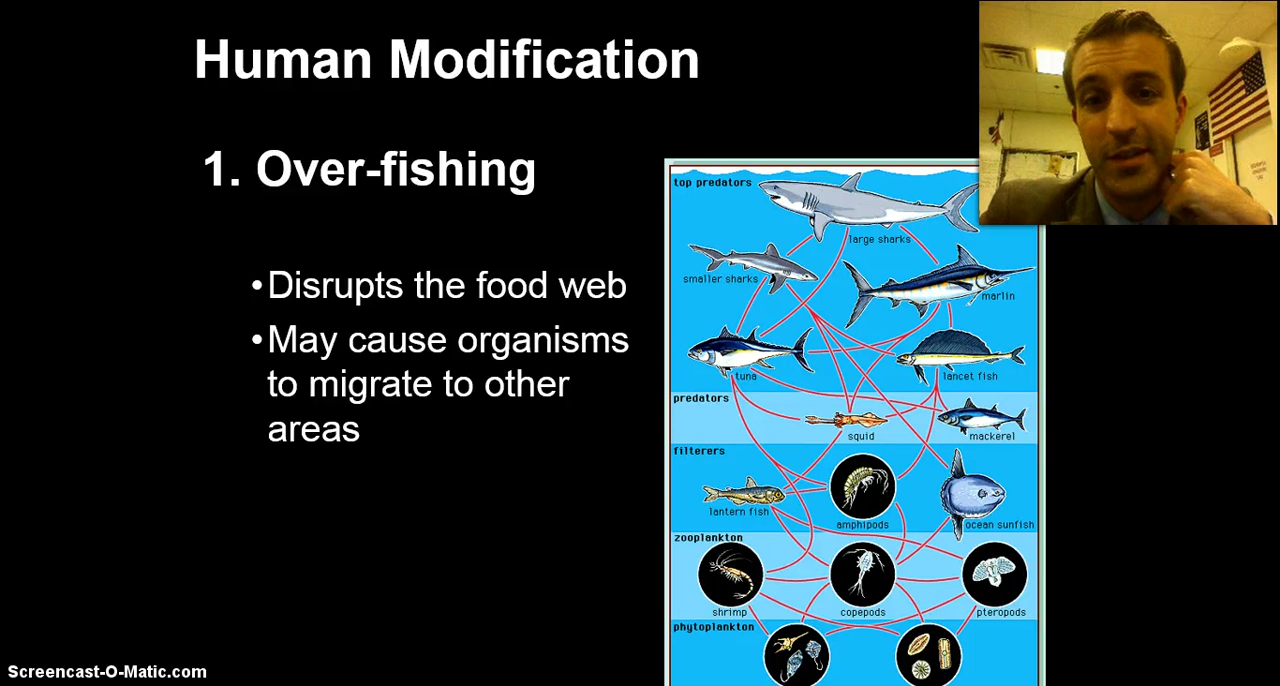 Human Modification
1. Over-fishing
•Disrupts the food web
•May cause organisms
to migrate to other
areas
top predators
large sharks
smaller sharks
marlin
tuna
lancet fish
predators
squid
mackerel
filterers
lantern fish
amphipods
ocean sunfish
zooplankton
shrimp
copepods
pteropods
phytoplankton
Screencast-O-Matic.com